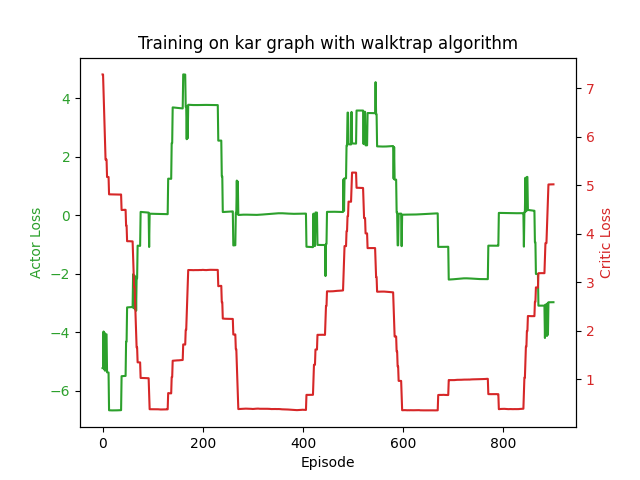 Training on kar graph with walktrap algorithm
Actor Loss
4
2
0
−2
−4
−6
7
6
5
4
3
2
1
Critic Loss
0 200 400 600 800
Episode